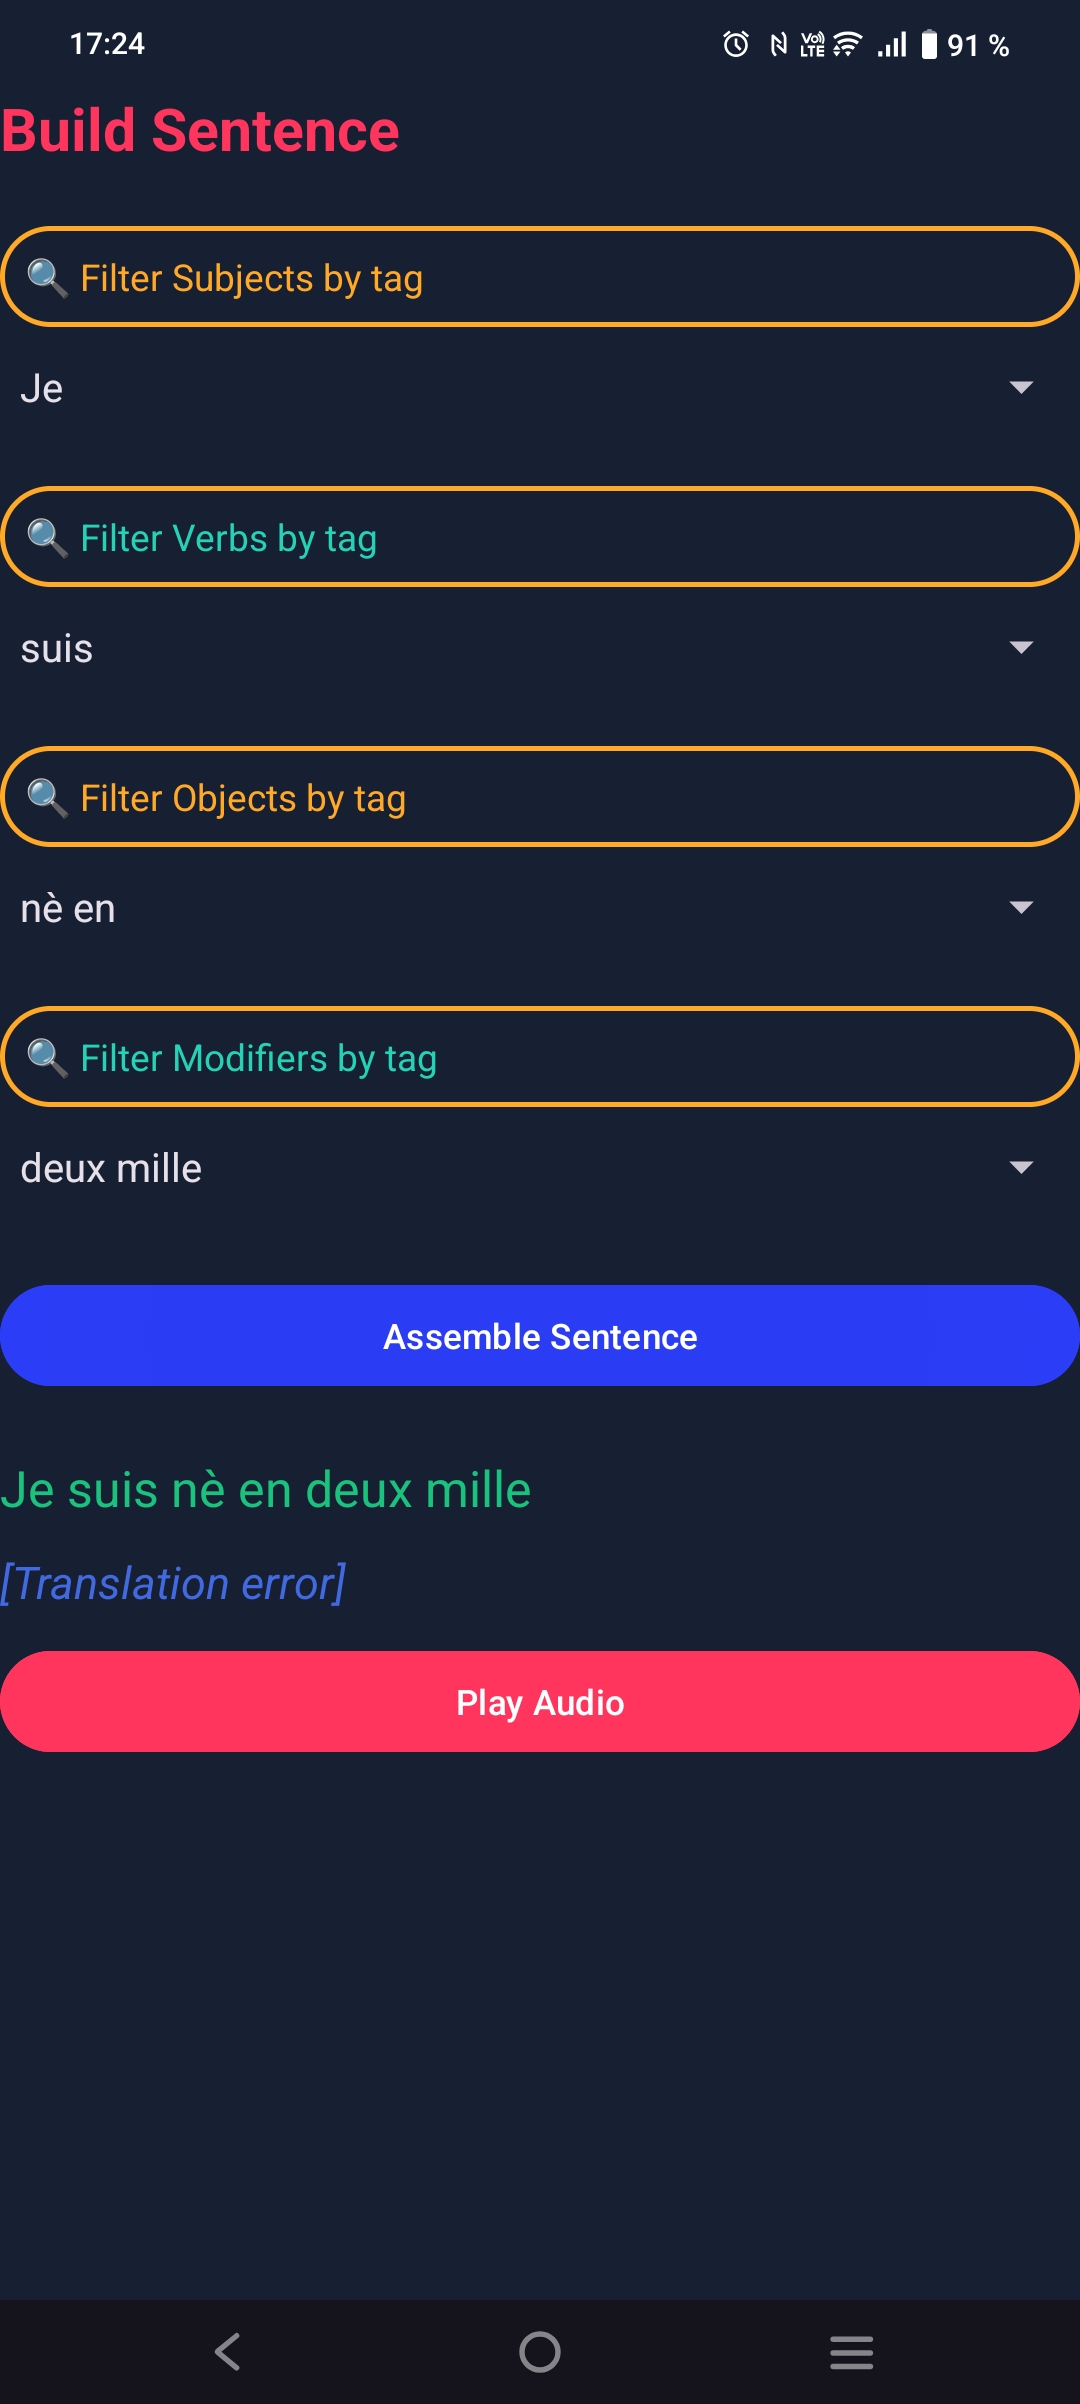 17:24 VoLTE 91 %
Build Sentence
🔍 Filter Subjects by tag
Je
🔍 Filter Verbs by tag
suis
🔍 Filter Objects by tag
nè en
🔍 Filter Modifiers by tag
deux mille
Assemble Sentence
Je suis nè en deux mille
[Translation error]
Play Audio